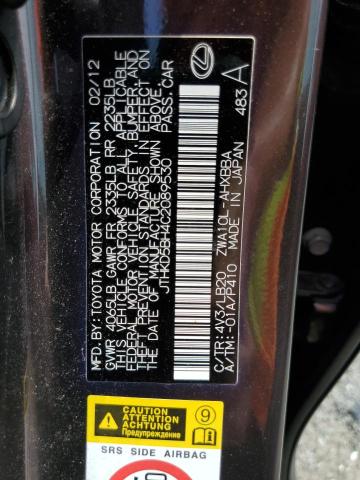 MFD. BY: TOYOTA MOTOR CORPORATION 02/12
GVWR 4065LB GAWR FR 2335LB RR 2235LB
THIS VEHICLE CONFORMS TO ALL APPLICABLE
FEDERAL MOTOR VEHICLE SAFETY, BUMPER, AND
THEFT PREVENTION STANDARDS IN EFFECT
ON THE DATE OF MANUFACTURE SHOWN ABOVE.
JTHKD5BH4C2089530 PASS. CAR
C/TR: 4V3/LB20 ZWA10L-AHXBBA
A/TM: -01A/P410 MADE IN JAPAN 483 A
CAUTION
ATTENTION
ACHTUNG
Предупреждение
9
SRS SIDE AIRBAG